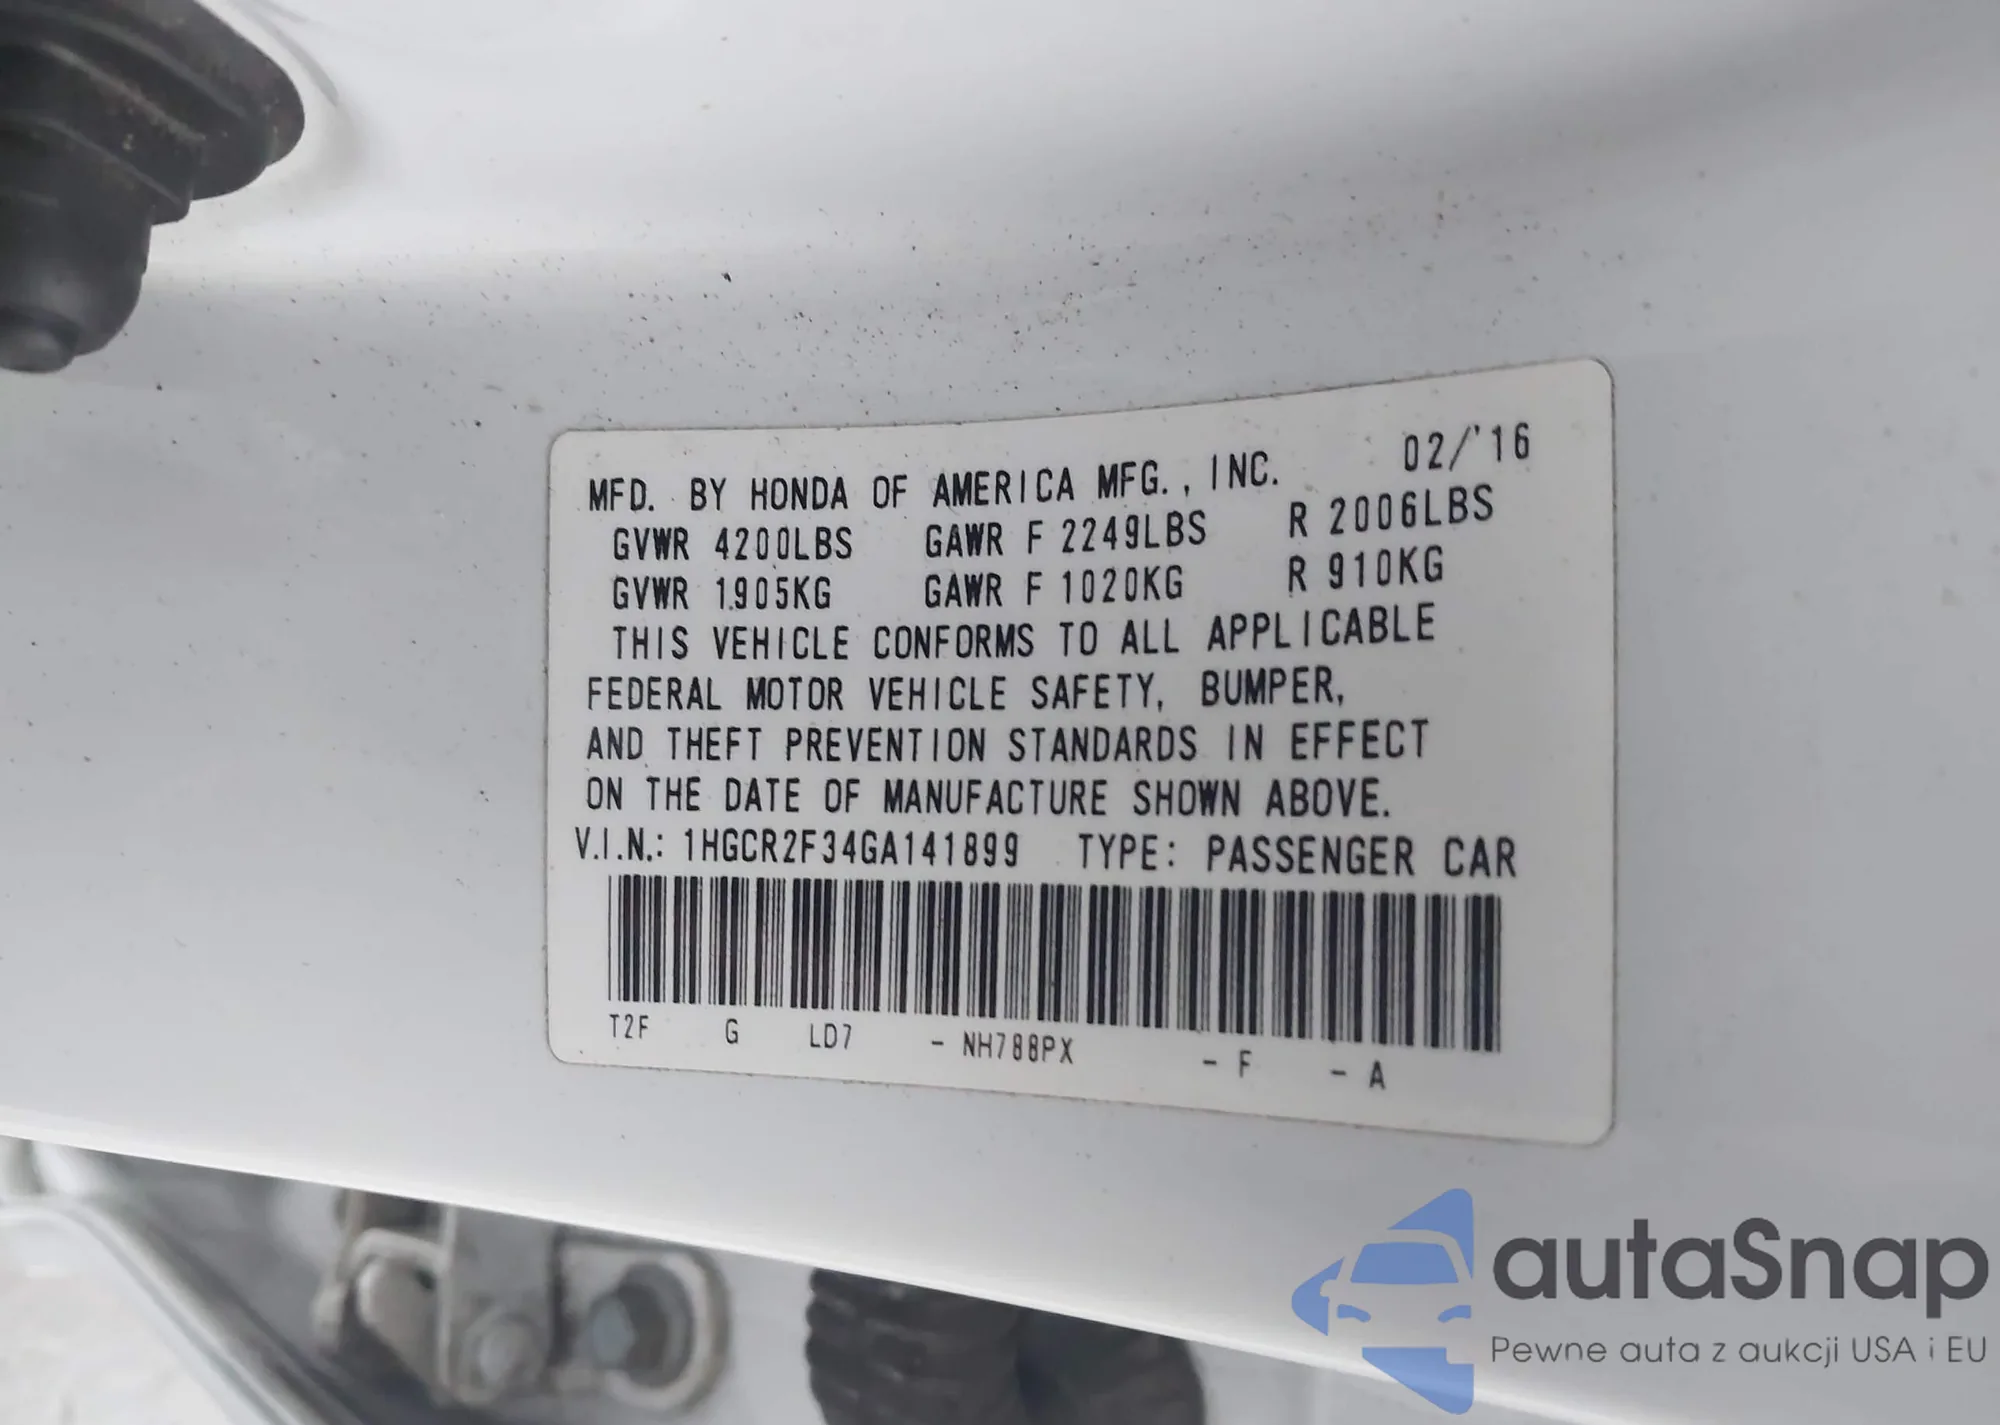 MFD. BY HONDA OF AMERICA MFG., INC. 02/'16
GVWR 4200LBS GAWR F 2249LBS R 2006LBS
GVWR 1905KG GAWR F 1020KG R 910KG
THIS VEHICLE CONFORMS TO ALL APPLICABLE
FEDERAL MOTOR VEHICLE SAFETY, BUMPER,
AND THEFT PREVENTION STANDARDS IN EFFECT
ON THE DATE OF MANUFACTURE SHOWN ABOVE.
V.I.N.: 1HGCR2F34GA141899 TYPE: PASSENGER CAR
T2F G LD7 - NH788PX - F - A
autaSnap
Pewne auta z aukcji USA i EU